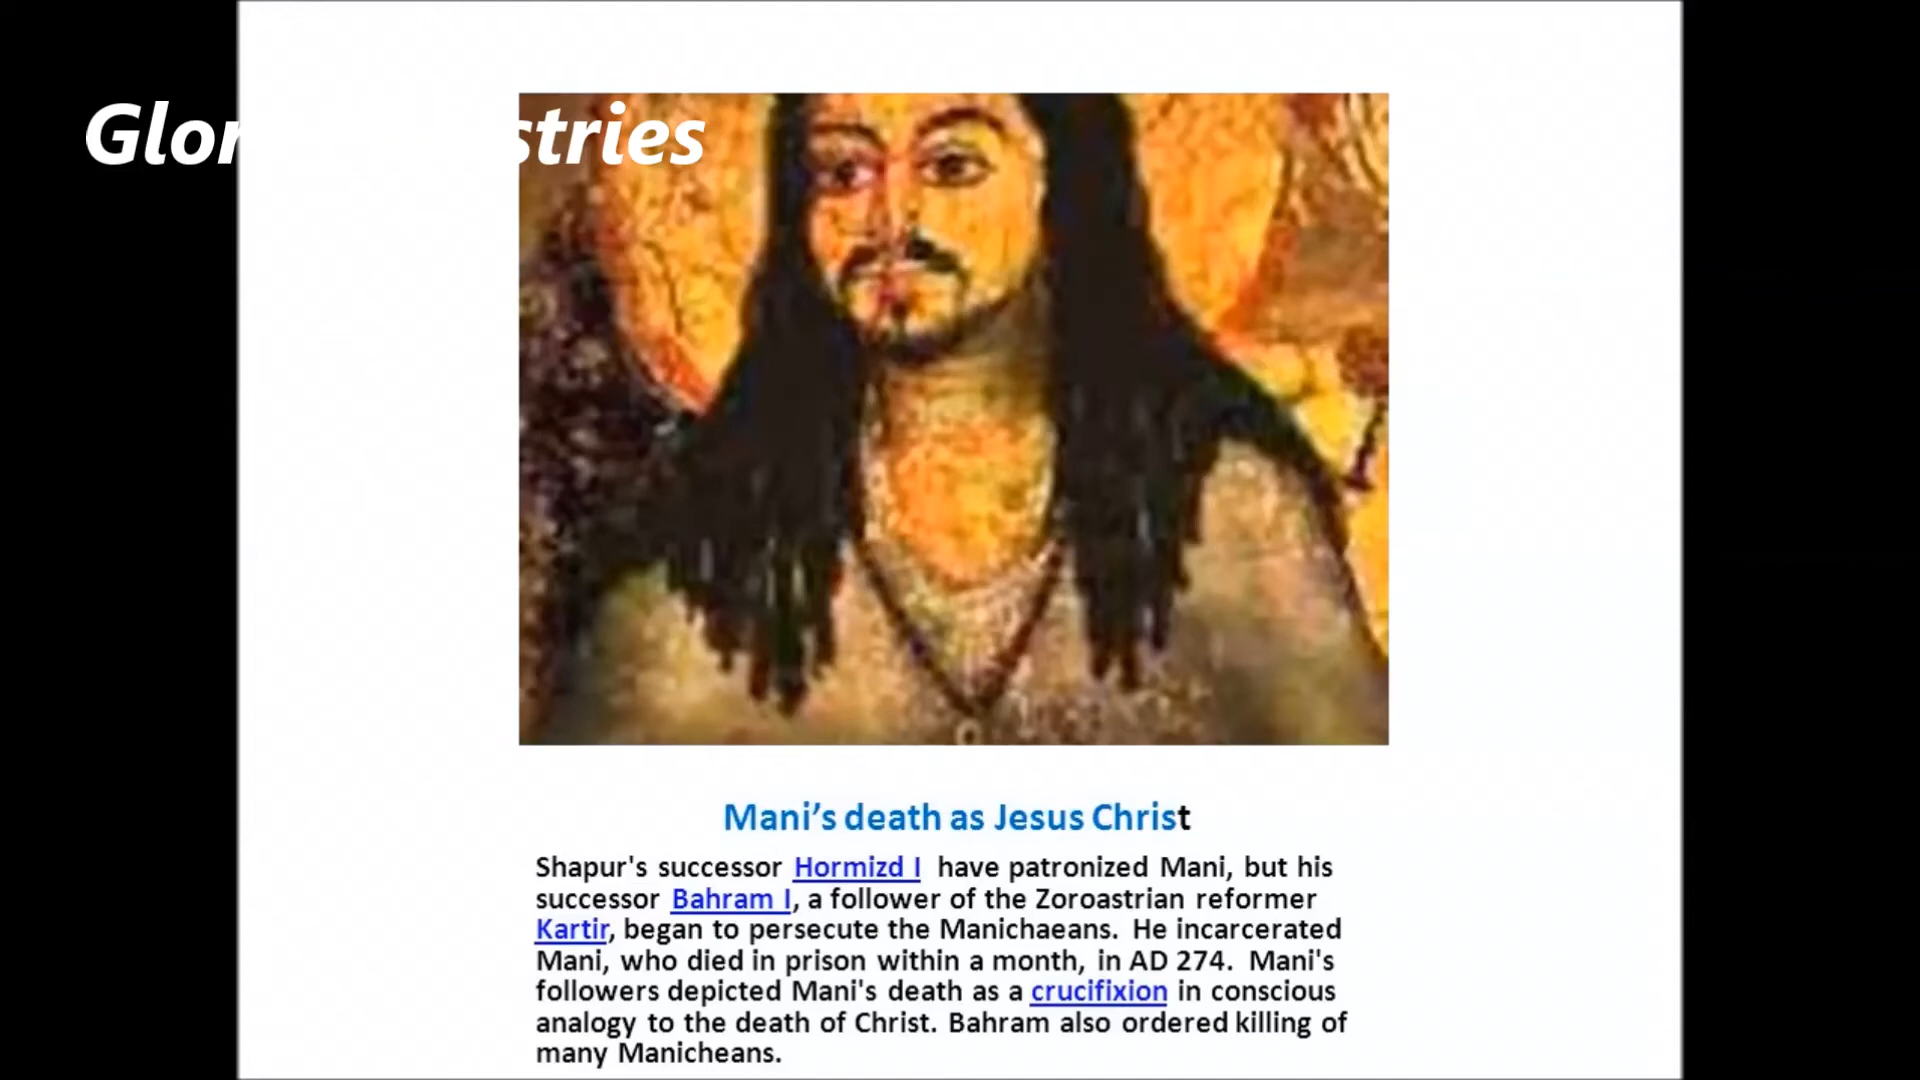 Glor stries
Mani’s death as Jesus Christ
Shapur's successor Hormizd I have patronized Mani, but his
successor Bahram I, a follower of the Zoroastrian reformer
Kartir, began to persecute the Manichaeans. He incarcerated
Mani, who died in prison within a month, in AD 274. Mani's
followers depicted Mani's death as a crucifixion in conscious
analogy to the death of Christ. Bahram also ordered killing of
many Manicheans.